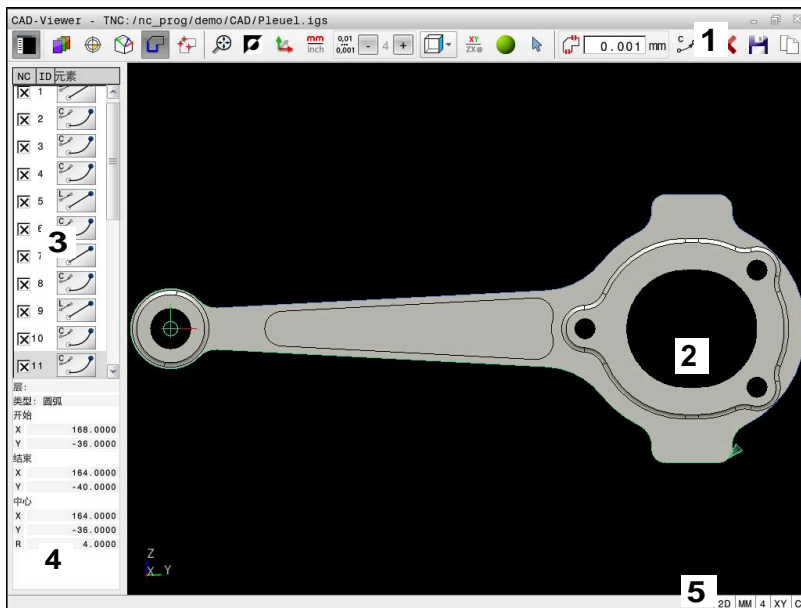 CAD-Viewer - TNC:/nc_prog/demo/CAD/Pleuel.igs
mm
inch
0,01
0,001
- 4 +
XY
ZX⌀
0.001 mm
C
1
NC ID 元素
1
2 C
3 C
4 C
5 L
6 C
7
3
8 C
9 L
10 C
11 C
层:
类型: 圆弧
开始
X 168.0000
Y -36.0000
结束
X 164.0000
Y -40.0000
中心
X 164.0000
Y -36.0000
R 4.0000
4
2
Z
X Y
5
2D MM 4 XY C